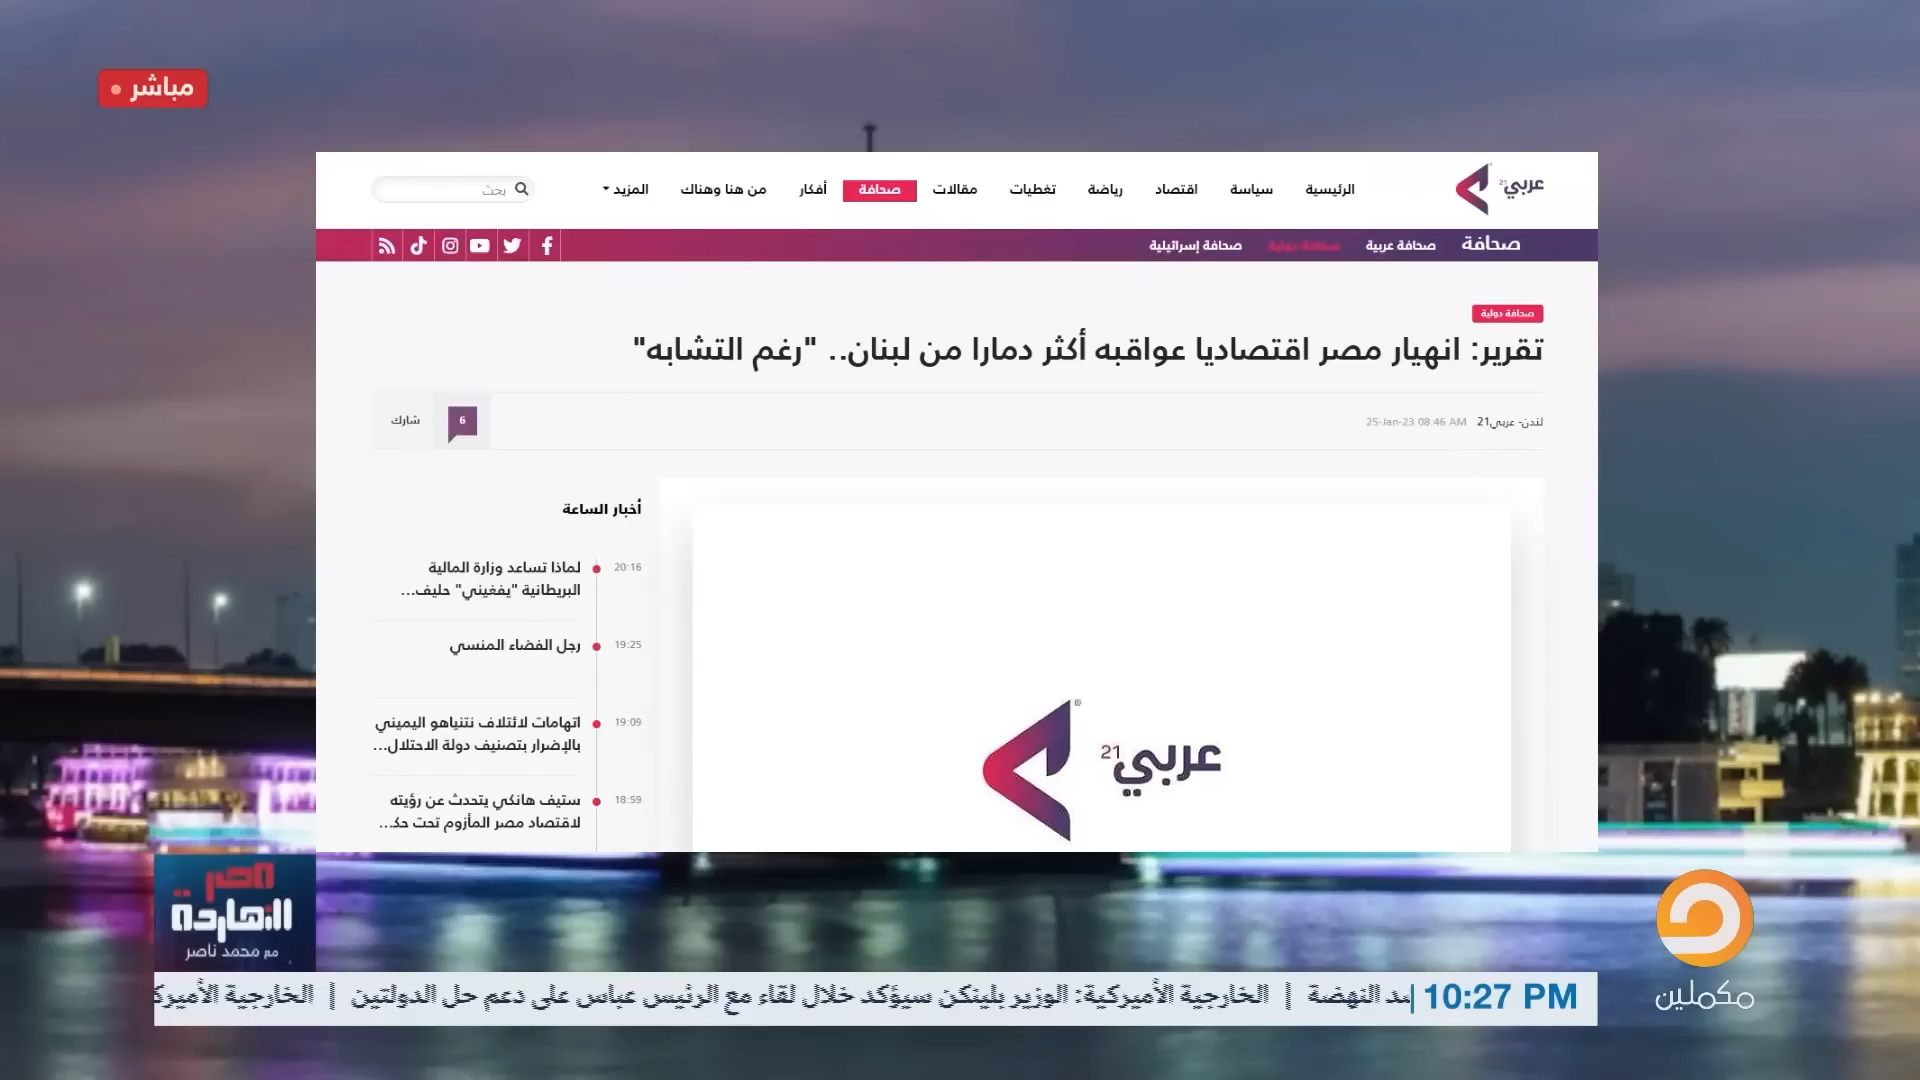 مباشر
عربي21
الرئيسية
سياسة
اقتصاد
رياضة
تغطيات
مقالات
صحافة
أفكار
من هنا وهناك
المزيد
بحث
صحافة
صحافة عربية
صحافة دولية
صحافة إسرائيلية
صحافة دولية
تقرير: انهيار مصر اقتصاديا عواقبه أكثر دمارا من لبنان.. "رغم التشابه"
لندن- عربي21
25-Jan-23 08:46 AM
6
شارك
عربي21
أخبار الساعة
20:16
لماذا تساعد وزارة المالية
البريطانية "يفغيني" حليف...
19:25
رجل الفضاء المنسي
19:09
اتهامات لائتلاف نتنياهو اليميني
بالإضرار بتصنيف دولة الاحتلال...
18:59
ستيف هانكي يتحدث عن رؤيته
لاقتصاد مصر المأزوم تحت حك...
مصر
النهاردة
مع محمد ناصر
مكملين
10:27 PM
سد النهضة | الخارجية الأميركية: الوزير بلينكن سيؤكد خلال لقاء مع الرئيس عباس على دعم حل الدولتين | الخارجية الأميرك